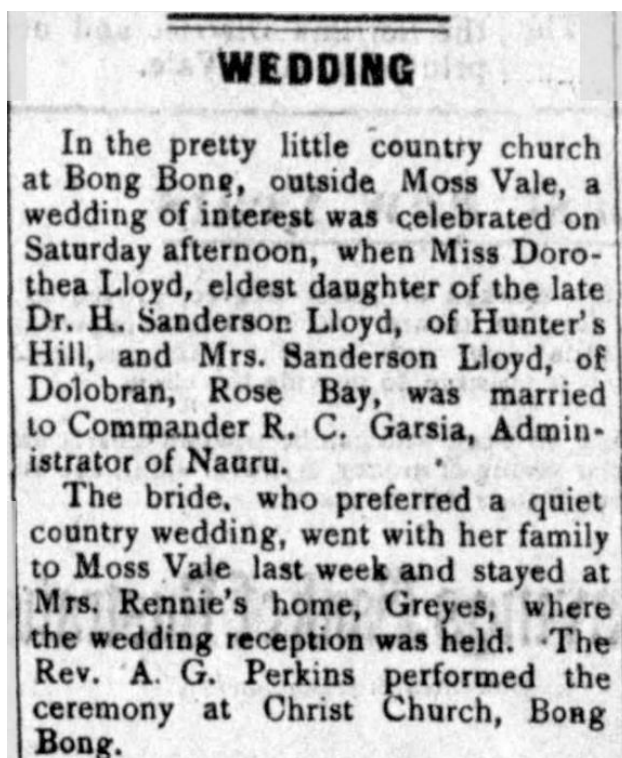 WEDDING
In the pretty little country church
at Bong Bong, outside Moss Vale, a
wedding of interest was celebrated on
Saturday afternoon, when Miss Doro-
thea Lloyd, eldest daughter of the late
Dr. H. Sanderson Lloyd, of Hunter's
Hill, and Mrs. Sanderson Lloyd, of
Dolobran, Rose Bay, was married
to Commander R. C. Garsia, Admin-
istrator of Nauru.
The bride, who preferred a quiet
country wedding, went with her family
to Moss Vale last week and stayed at
Mrs. Rennie's home, Greyes, where
the wedding reception was held. The
Rev. A. G. Perkins performed the
ceremony at Christ Church, Bong
Bong.